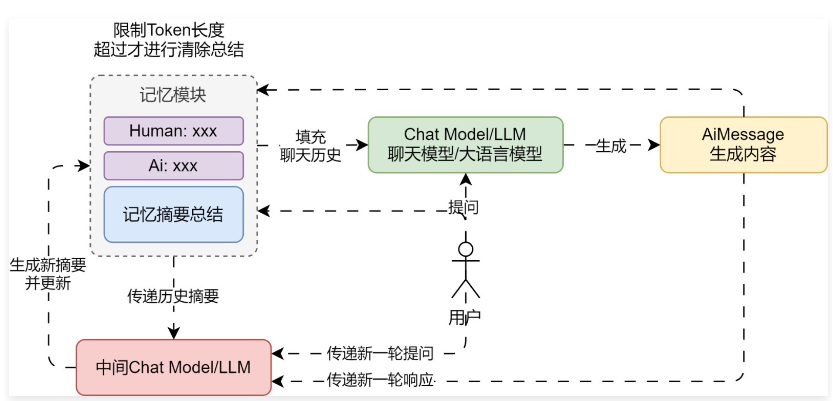 限制Token长度
超过才进行清除总结
记忆模块
Human: xxx
Ai: xxx
记忆摘要总结
填充
聊天历史
Chat Model/LLM
聊天模型/大语言模型
生成
AiMessage
生成内容
提问
用户
生成新摘要
并更新
传递历史摘要
中间Chat Model/LLM
传递新一轮提问
传递新一轮响应